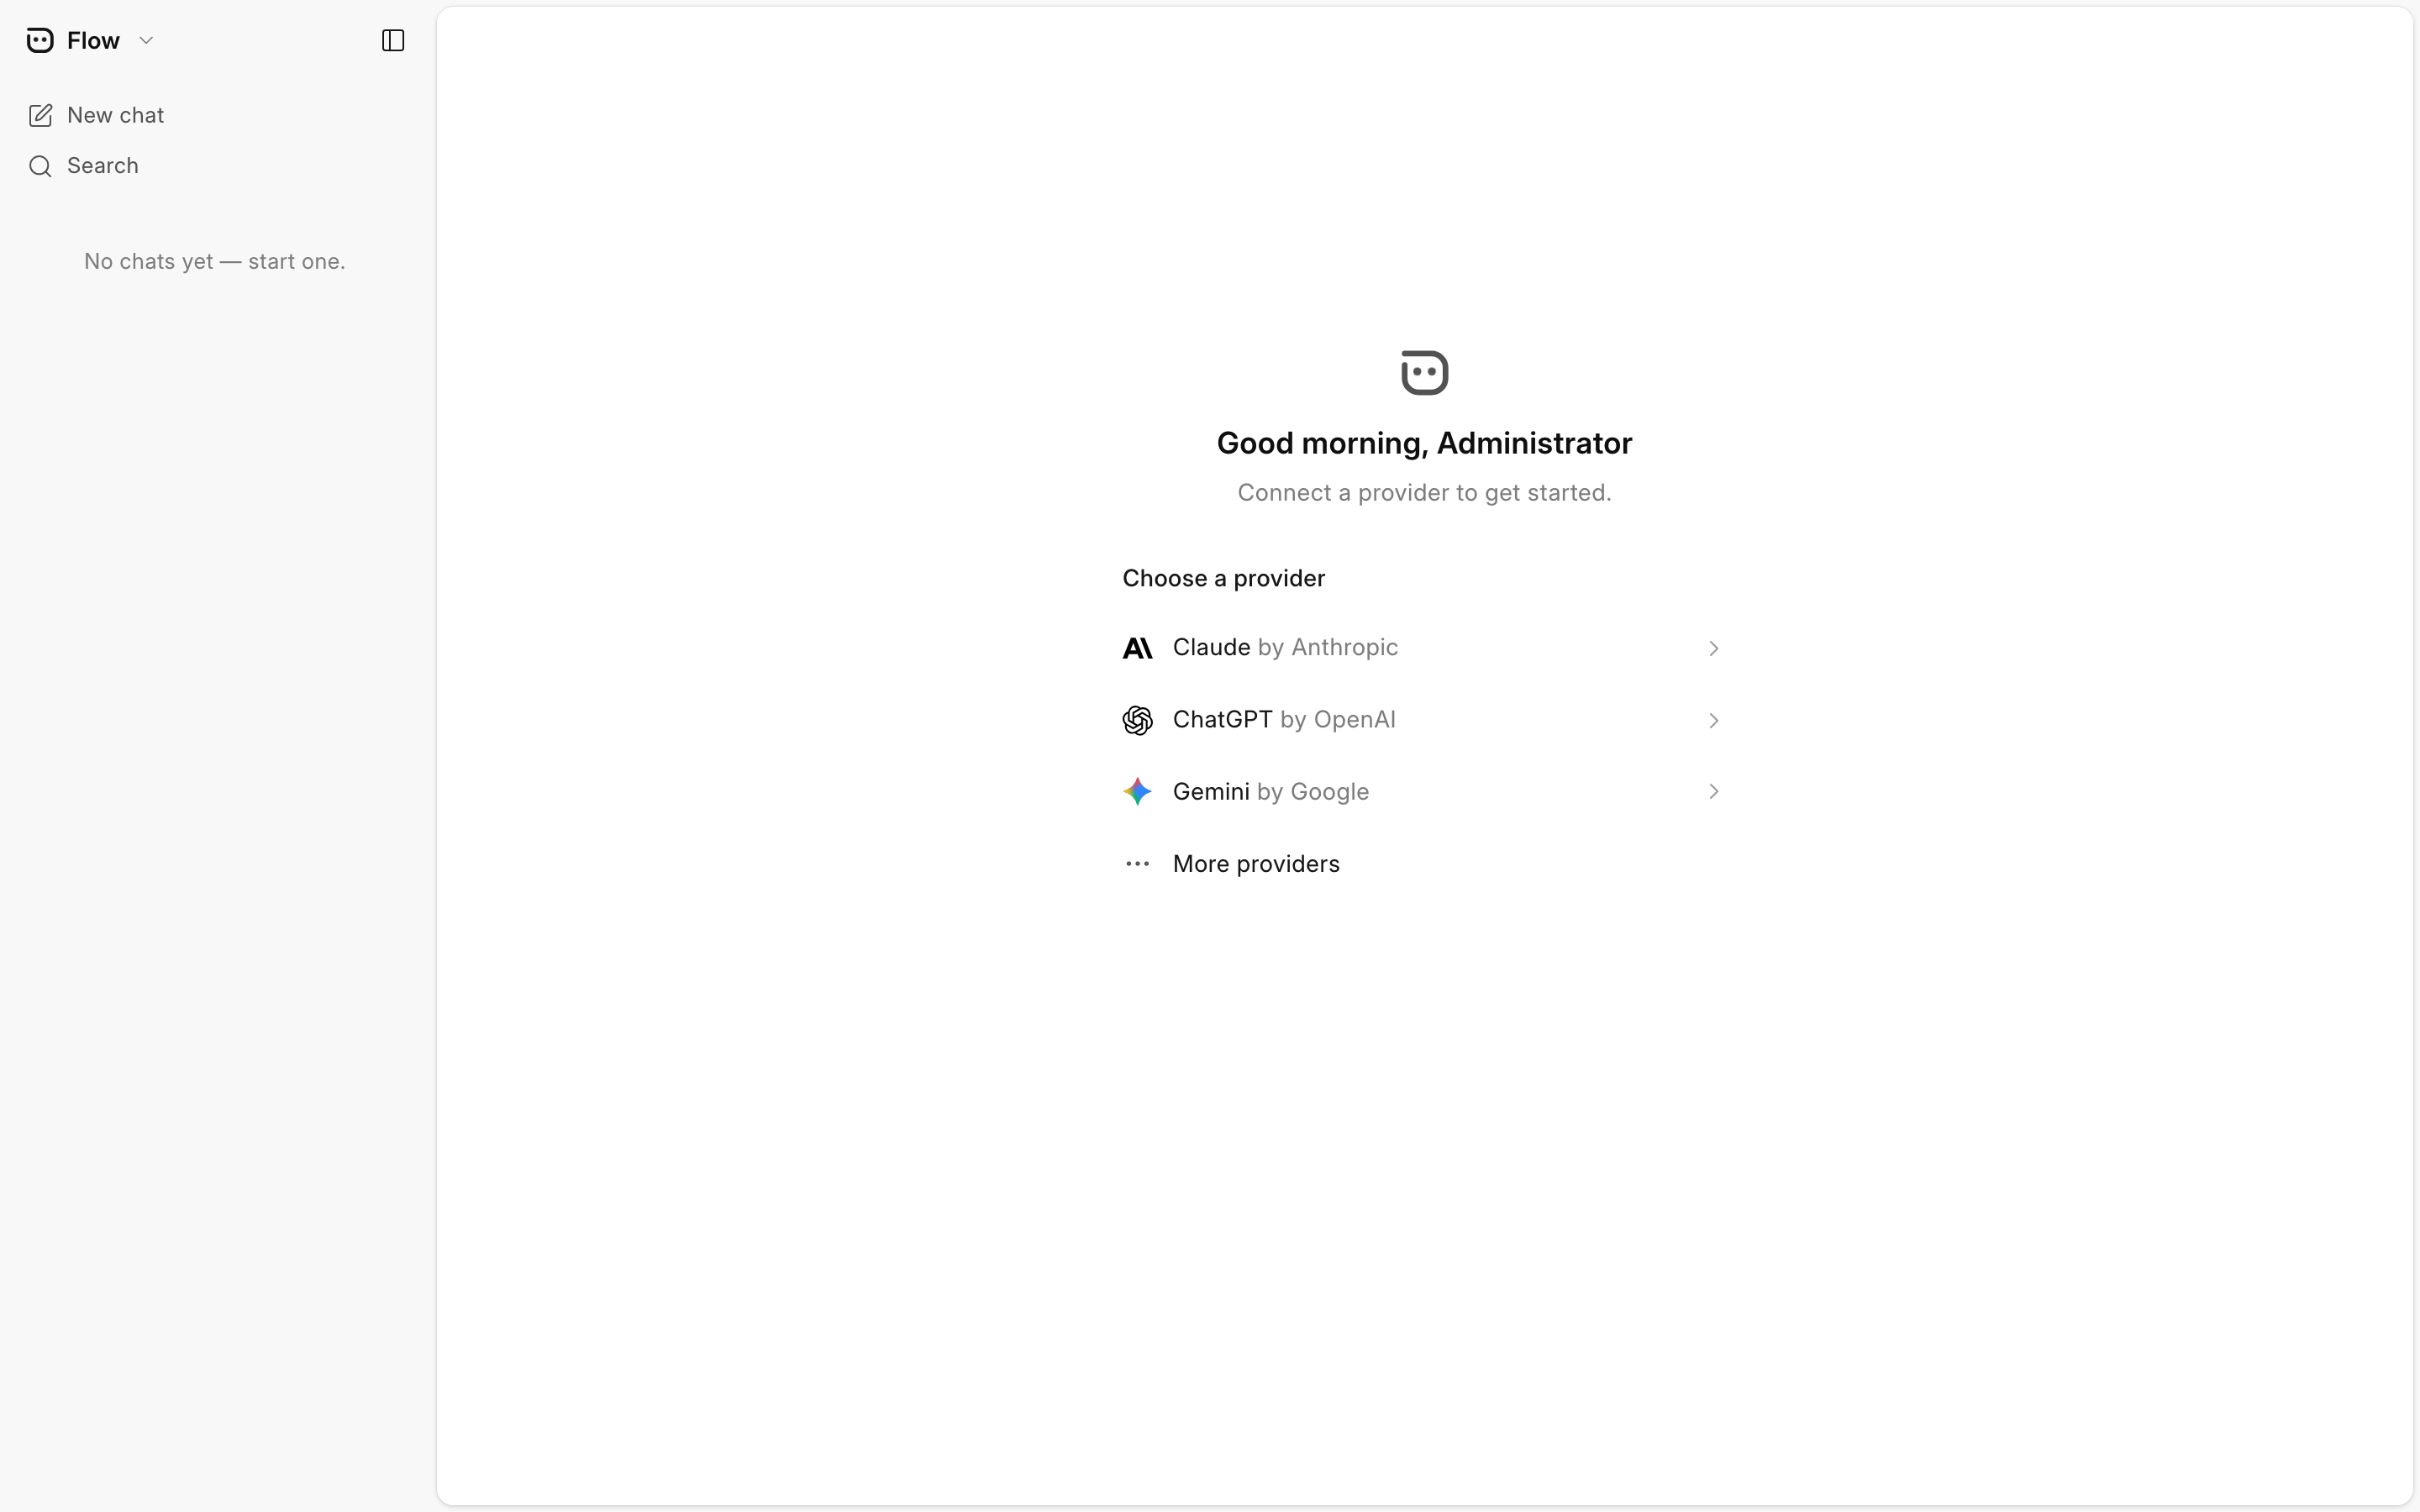 Flow
New chat
Search
No chats yet — start one.
Good morning, Administrator
Connect a provider to get started.
Choose a provider
Claude by Anthropic
ChatGPT by OpenAI
Gemini by Google
More providers